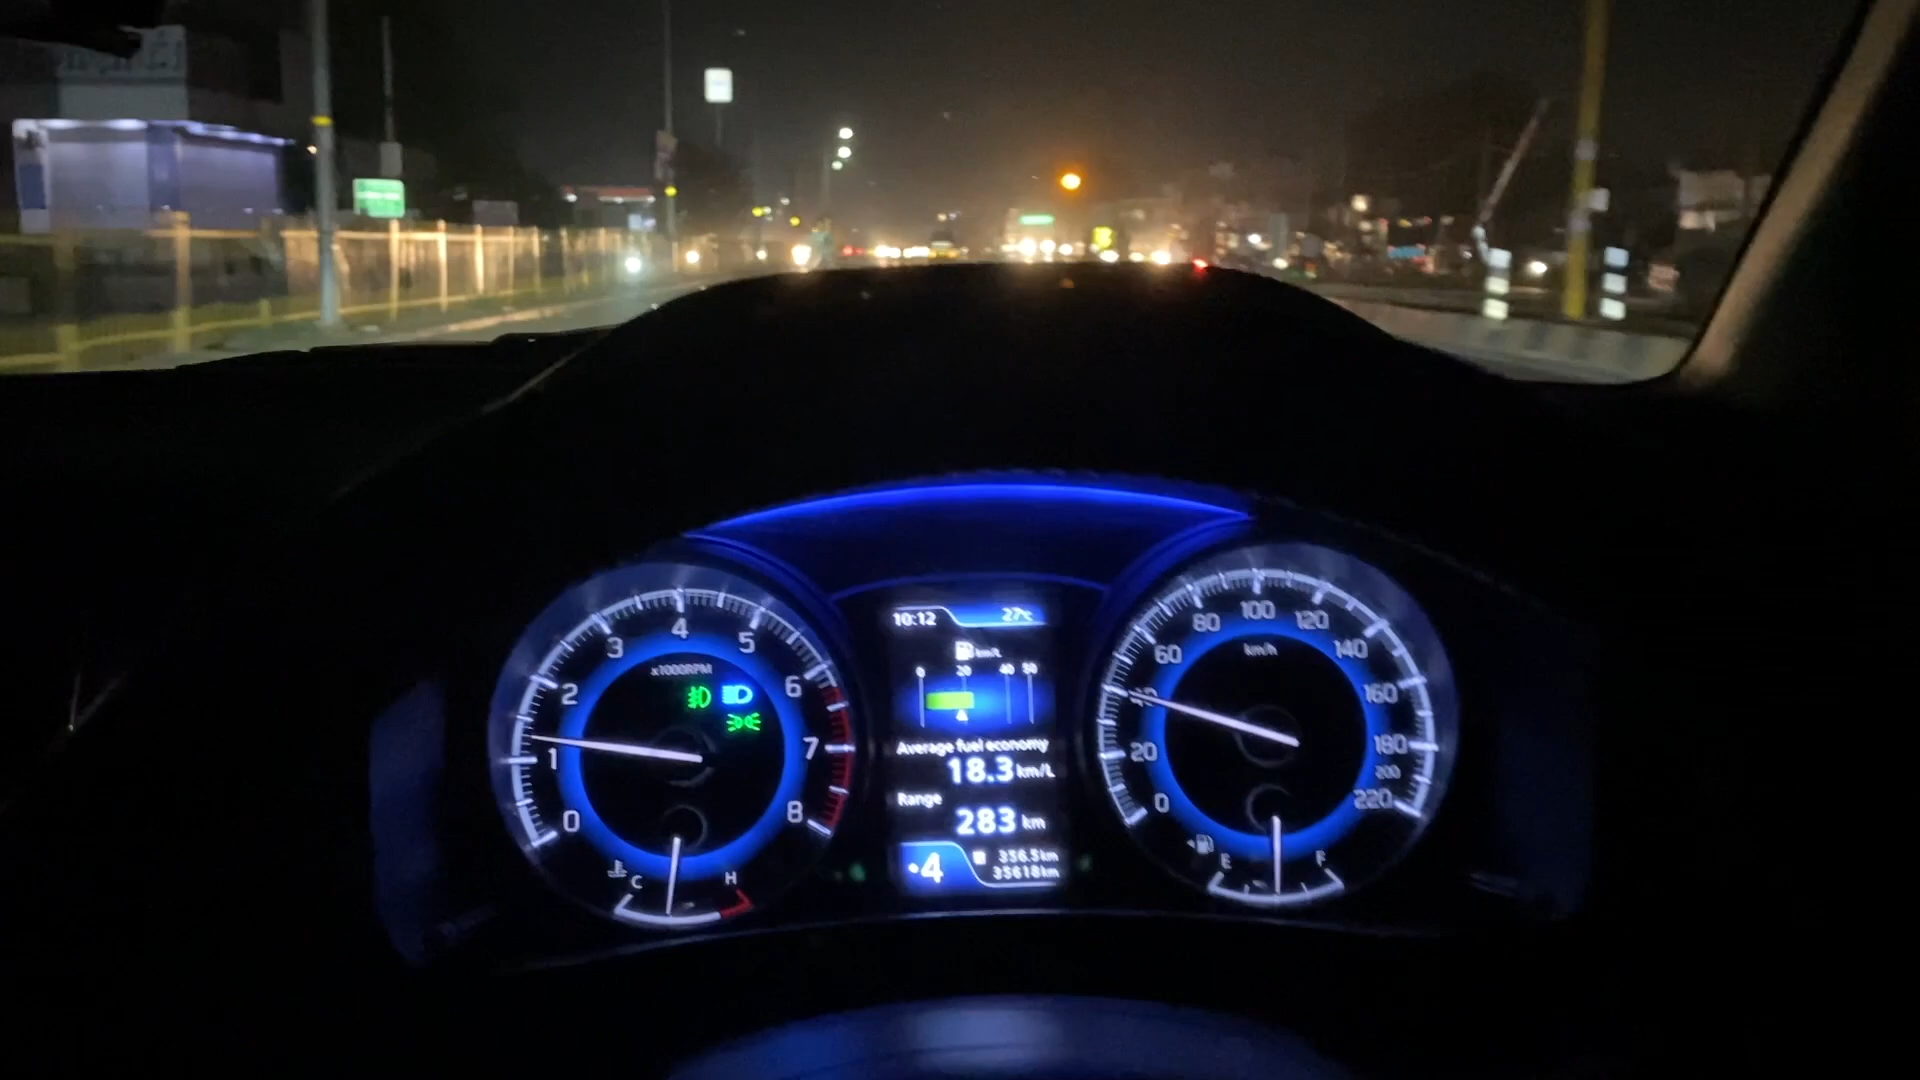 10:12 27°C
km/L
0 20 40 50
Average fuel economy
18.3 km/L
Range
283 km
4
356.5km
35618km
0 1 2 3 4 5 6 7 8
x1000RPM
C H
0 20 40 60 80 100 120 140 160 180 200 220
km/h
E F